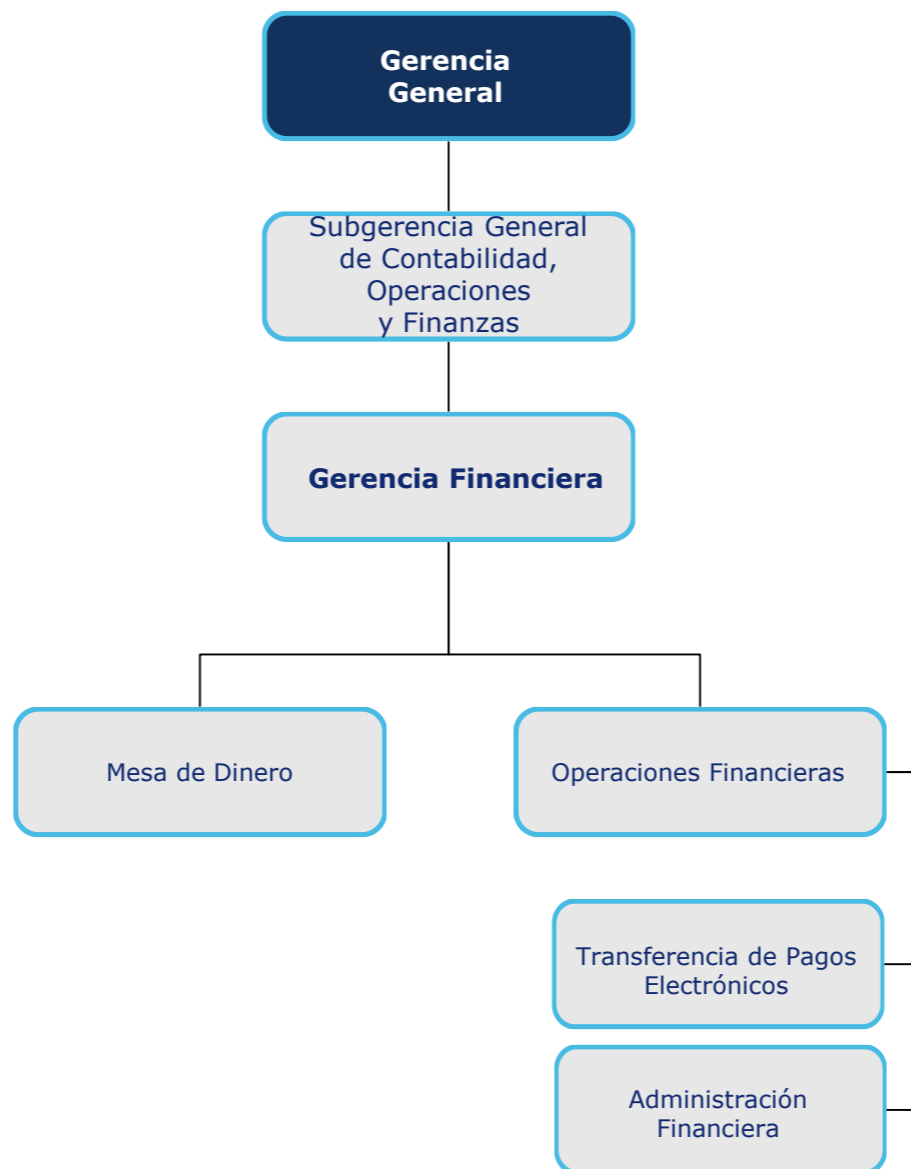 Gerencia
General
Subgerencia General
de Contabilidad,
Operaciones
y Finanzas
Gerencia Financiera
Mesa de Dinero
Operaciones Financieras
Transferencia de Pagos
Electrónicos
Administración
Financiera